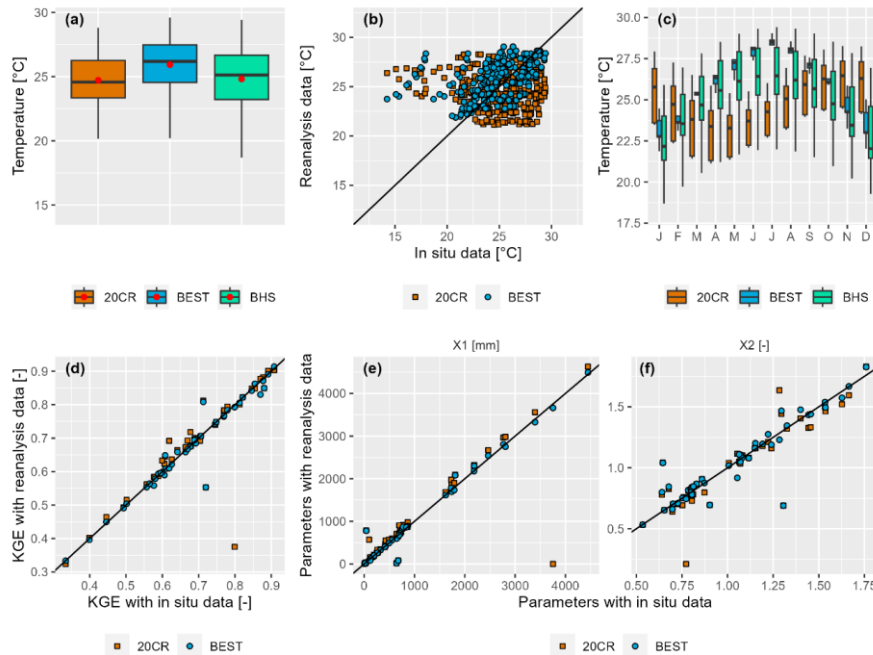 (a)
Temperature [°C]
30
25
20
15
20CR BEST BHS
(b)
Reanalysis data [°C]
30
25
20
15
15 20 25 30
In situ data [°C]
20CR BEST
(c)
Temperature [°C]
30.0
27.5
25.0
22.5
20.0
17.5
J F M A M J J A S O N D
20CR BEST BHS
(d)
KGE with reanalysis data [-]
0.9
0.8
0.7
0.6
0.5
0.4
0.3
0.4 0.5 0.6 0.7 0.8 0.9
KGE with in situ data [-]
20CR BEST
X1 [mm]
(e)
Parameters with reanalysis data
4000
3000
2000
1000
0
0 1000 2000 3000 4000
X2 [-]
(f)
1.5
1.0
0.5
0.50 0.75 1.00 1.25 1.50 1.75
Parameters with in situ data
20CR BEST